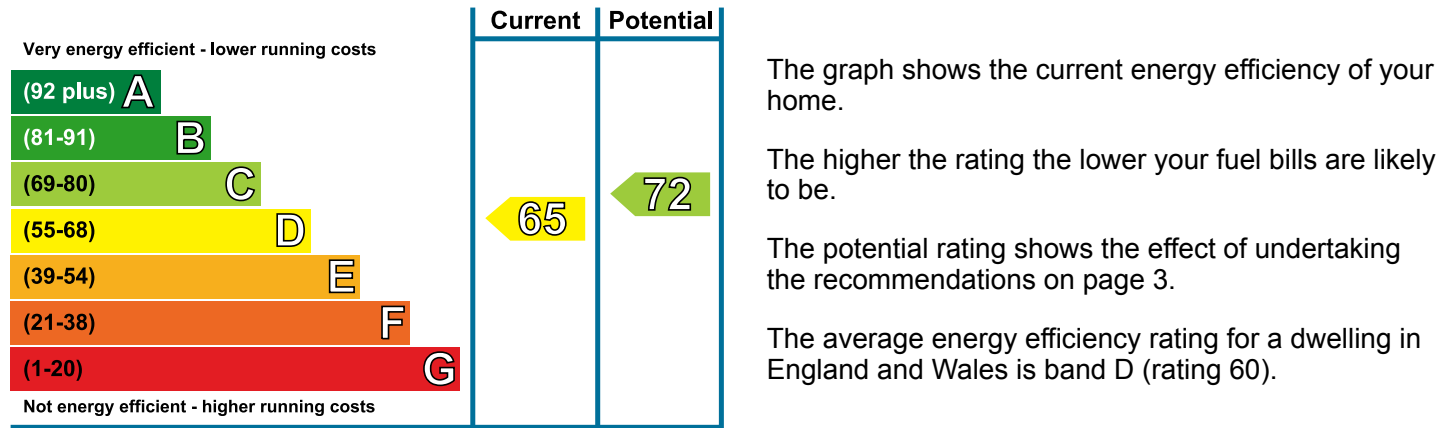 Current Potential
Very energy efficient - lower running costs
(92 plus) A
(81-91) B
(69-80) C
(55-68) D
(39-54) E
(21-38) F
(1-20) G
Not energy efficient - higher running costs
65
72
The graph shows the current energy efficiency of your
home.
The higher the rating the lower your fuel bills are likely
to be.
The potential rating shows the effect of undertaking
the recommendations on page 3.
The average energy efficiency rating for a dwelling in
England and Wales is band D (rating 60).